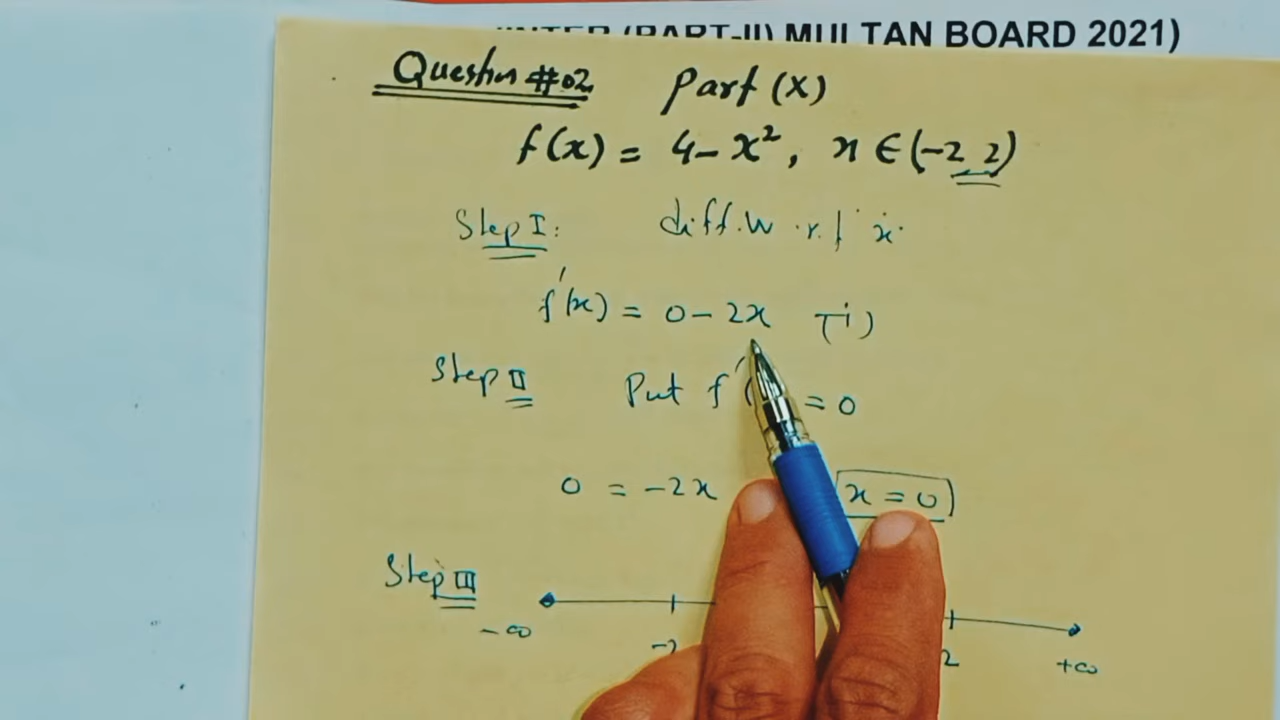 (PART-II) MULTAN BOARD 2021)
Question #02 Part (X)
f(x) = 4-x², x ∈ (-2 2)
Step I: diff.w.r.t x.
f'(x) = 0-2x (i)
Step II Put f'( = 0
0 = -2x x = 0
Step III
-∞ -2 2 +∞